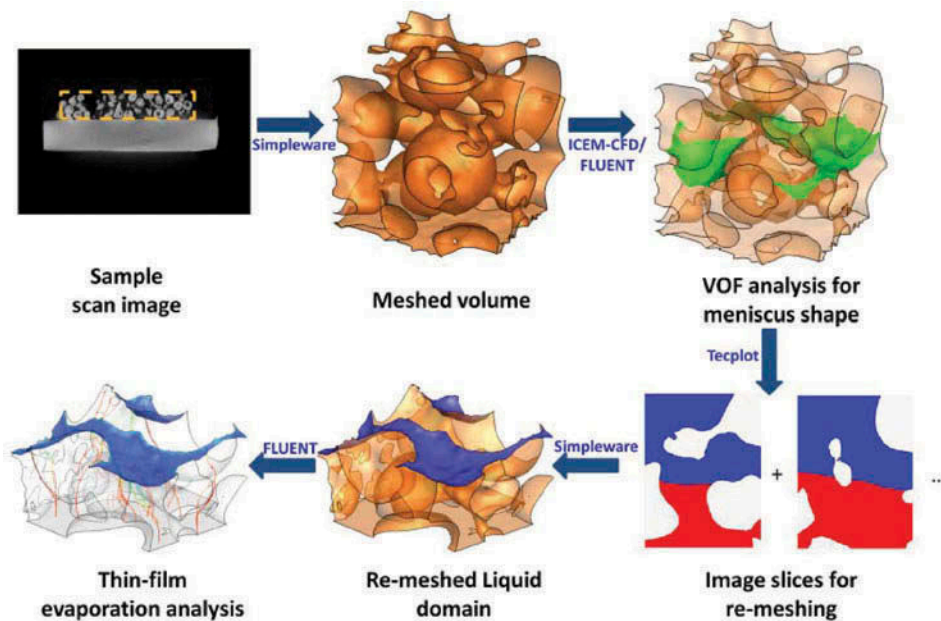 Simpleware
ICEM-CFD/
FLUENT
Sample
scan image
Meshed volume
VOF analysis for
meniscus shape
Tecplot
FLUENT
Simpleware
+
..
Thin-film
evaporation analysis
Re-meshed Liquid
domain
Image slices for
re-meshing